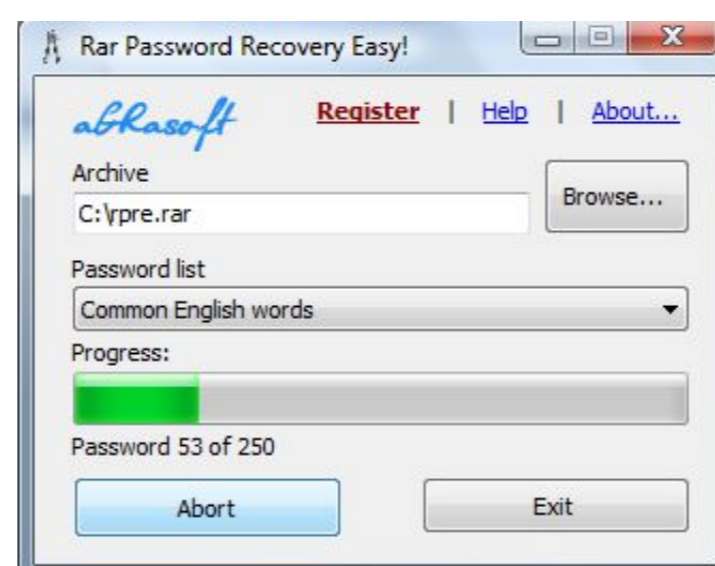 Rar Password Recovery Easy!
abRasoft Register | Help | About...
Archive
C:\rpre.rar Browse...
Password list
Common English words
Progress:
Password 53 of 250
Abort Exit